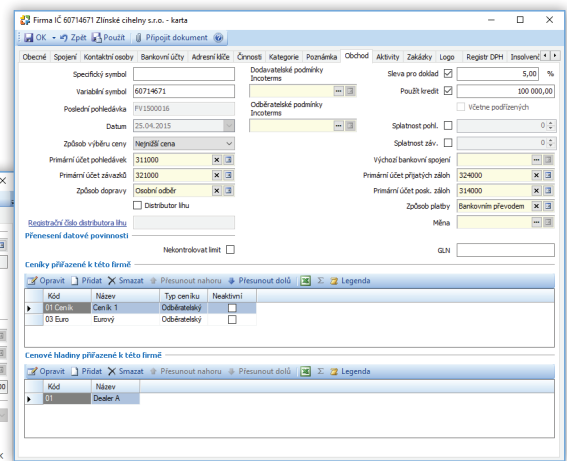 Firma IČ 60714671 Zlínské cihelny s.r.o. - karta
OK Zpět Použít Připojit dokument
Obecné Spojení Kontaktní osoby Bankovní účty Adresní klíče Činnosti Kategorie Poznámka Obchod Aktivity Zakázky Logo Registr DPH Insolvenč
Specifický symbol Dodavatelské podmínky Incoterms Sleva pro doklad 5,00 %
Variabilní symbol 60714671 Použít kredit 100 000,00
Poslední pohledávka FV1500016 Odběratelské podmínky Incoterms Včetne podřízených
Datum 25.04.2015 Splatnost pohl. 0
Způsob výběru ceny Nejnižší cena Splatnost záv. 0
Primární účet pohledávek 311000 Výchozí bankovní spojení
Primární účet závazků 321000 Primární účet přijatých záloh 324000
Způsob dopravy Osobní odběr Primární účet posk. záloh 314000
Distributor lihu Způsob platby Bankovním převodem
Registrační číslo distributora lihu Měna
Přenesení datové povinnosti
Nekontrolovat limit GLN
Ceníky přiřazené k této firmě
Opravit Přidat Smazat Přesunout nahoru Přesunout dolů Σ Legenda
Kód Název Typ ceníku Neaktivní
01 Ceník Ceník 1 Odběratelský
03 Euro Eurový Odběratelský
Cenové hladiny přiřazené k této firmě
Opravit Přidat Smazat Přesunout nahoru Přesunout dolů Σ Legenda
Kód Název
01 Dealer A